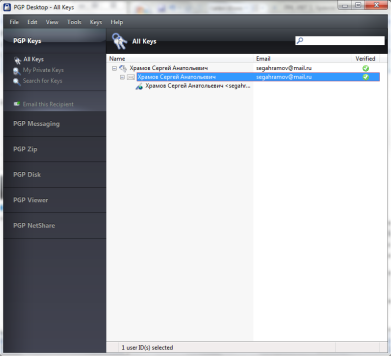 PGP Desktop - All Keys
File Edit View Tools Keys Help
PGP Keys
All Keys
My Private Keys
Search for Keys
Email this Recipient
PGP Messaging
PGP Zip
PGP Disk
PGP Viewer
PGP NetShare
All Keys
Name Email Verified
Храмов Сергей Анатольевич segahramov@mail.ru
Храмов Сергей Анатольевич segahramov@mail.ru
Храмов Сергей Анатольевич <segahr...
1 user ID(s) selected